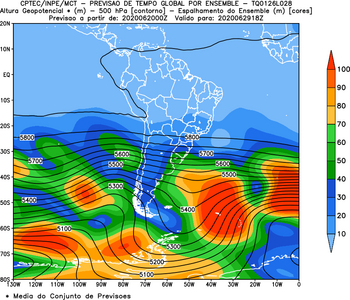 CPTEC/INPE/MCT - PREVISAO DE TEMPO GLOBAL POR ENSEMBLE - TQ0126L028
Altura Geopotencial * (m) - 500 hPa [contorno] - Espalhamento do Ensemble (m) [cores]
Previsao a partir de: 2020062000Z Valido para: 2020062918Z
20N
10N
EQ
10S
20S
30S
40S
50S
60S
70S
80S
130W 120W 110W 100W 90W 80W 70W 60W 50W 40W 30W 20W 10W 0
5800
5700
5400
5100
5600
5500
5300
5800
5700
5600
5500
5400
5300
5200
5100
100
90
80
70
60
50
40
30
20
10
* Media do Conjunto de Previsoes